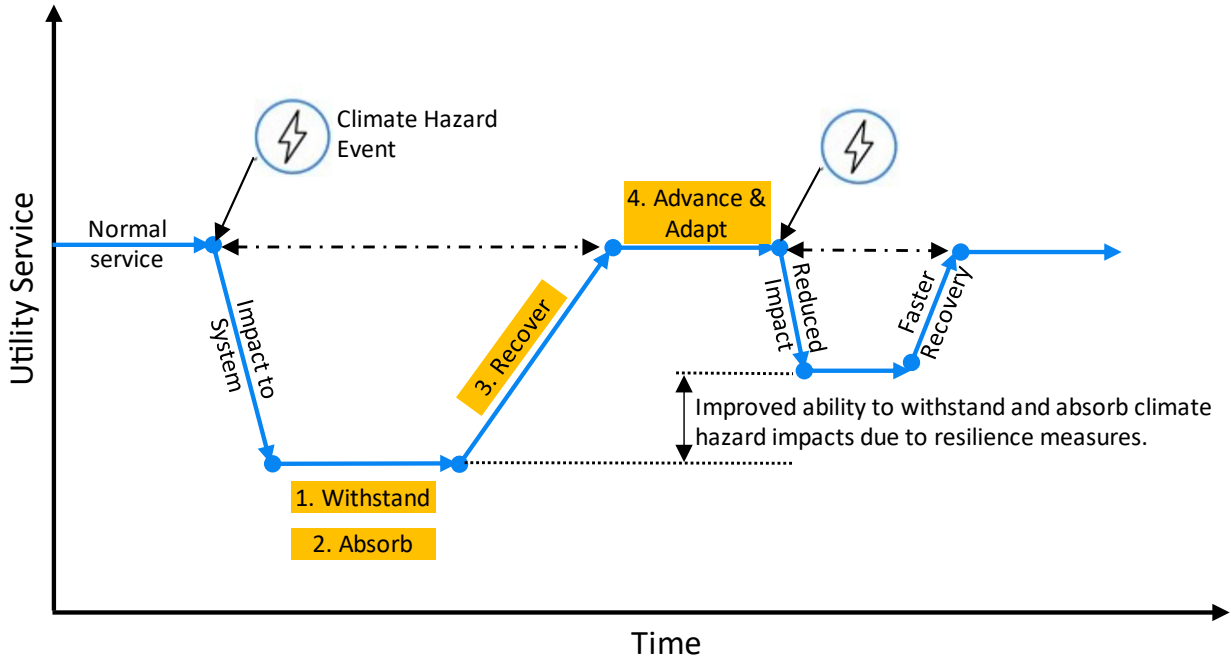 Climate Hazard
Event
Normal
service
Impact to
System
1. Withstand
2. Absorb
3. Recover
4. Advance &
Adapt
Reduced
Impact
Faster
Recovery
Improved ability to withstand and absorb climate
hazard impacts due to resilience measures.
Utility Service
Time